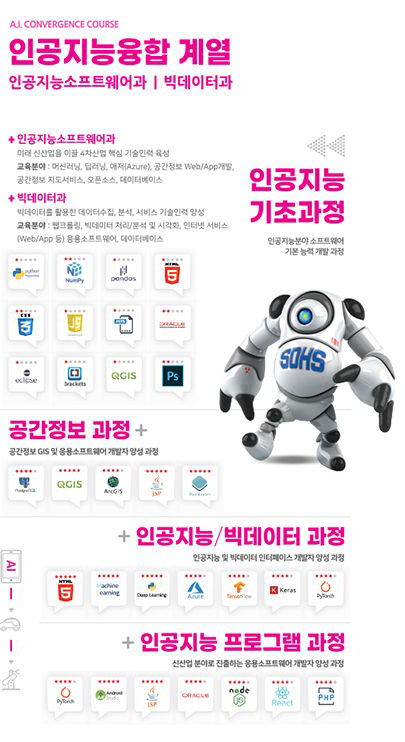 A.I. CONVERGENCE COURSE
인공지능융합 계열
인공지능소프트웨어과 | 빅데이터과
+ 인공지능소프트웨어과
미래 신산업을 이끌 4차산업 핵심 기술인력 육성
교육분야 : 머신러닝, 딥러닝, 애저(Azure), 공간정보 Web/App개발,
공간정보 지도서비스, 오픈소스, 데이터베이스
+ 빅데이터과
빅데이터를 활용한 데이터수집, 분석, 서비스 기술인력 양성
교육분야 : 웹크롤링, 빅데이터 처리/분석 및 시각화, 인터넷 서비스
(Web/App 등) 응용소프트웨어, 데이터베이스
인공지능
기초과정
인공지능분야 소프트웨어
기본 능력 개발 과정
python
NumPy
pandas
HTML
5
CSS
3
JS
ORACLE
eclipse
brackets
QGIS
Ps
SDHS
공간정보 과정 +
공간정보 GIS 및 응용소프트웨어 개발자 양성 과정
PostgreSQL
QGIS
ArcGIS
JSP
+ 인공지능/빅데이터 과정
인공지능 및 빅데이터 인터페이스 개발자 양성 과정
AI
HTML
5
Machine
Learning
Deep Learning
Azure
TensorFlow
K Keras
PyTorch
+ 인공지능 프로그램 과정
신산업 분야로 진출하는 응용소프트웨어 개발자 양성 과정
PyTorch
Android
Studio
JSP
ORACLE
node
JS
React
PHP